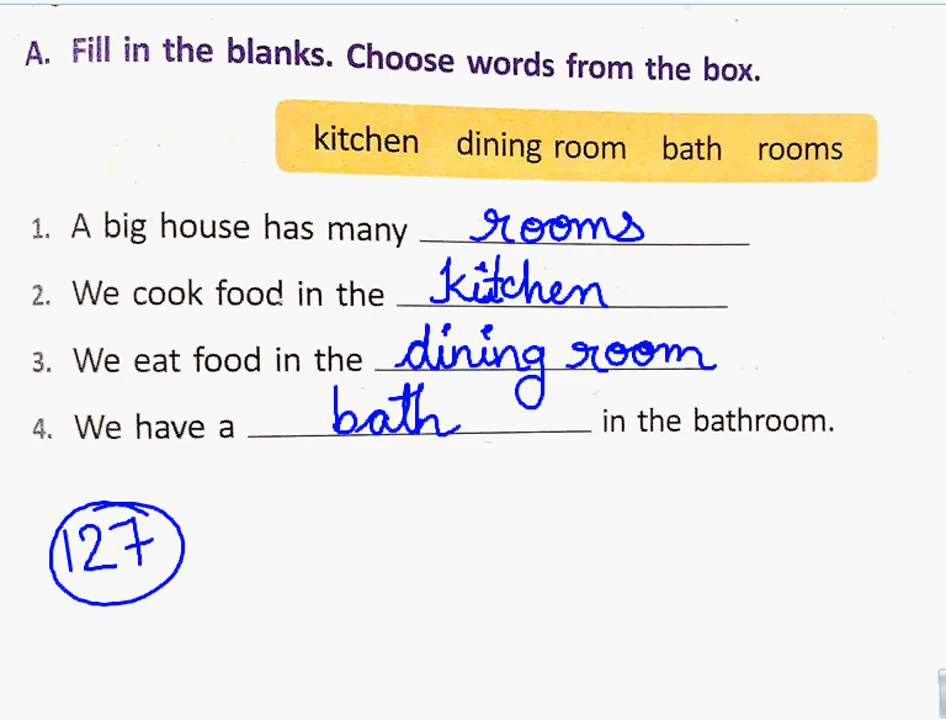 A. Fill in the blanks. Choose words from the box.
kitchen dining room bath rooms
1. A big house has many rooms
2. We cook food in the kitchen
3. We eat food in the dining room
4. We have a bath in the bathroom.
127